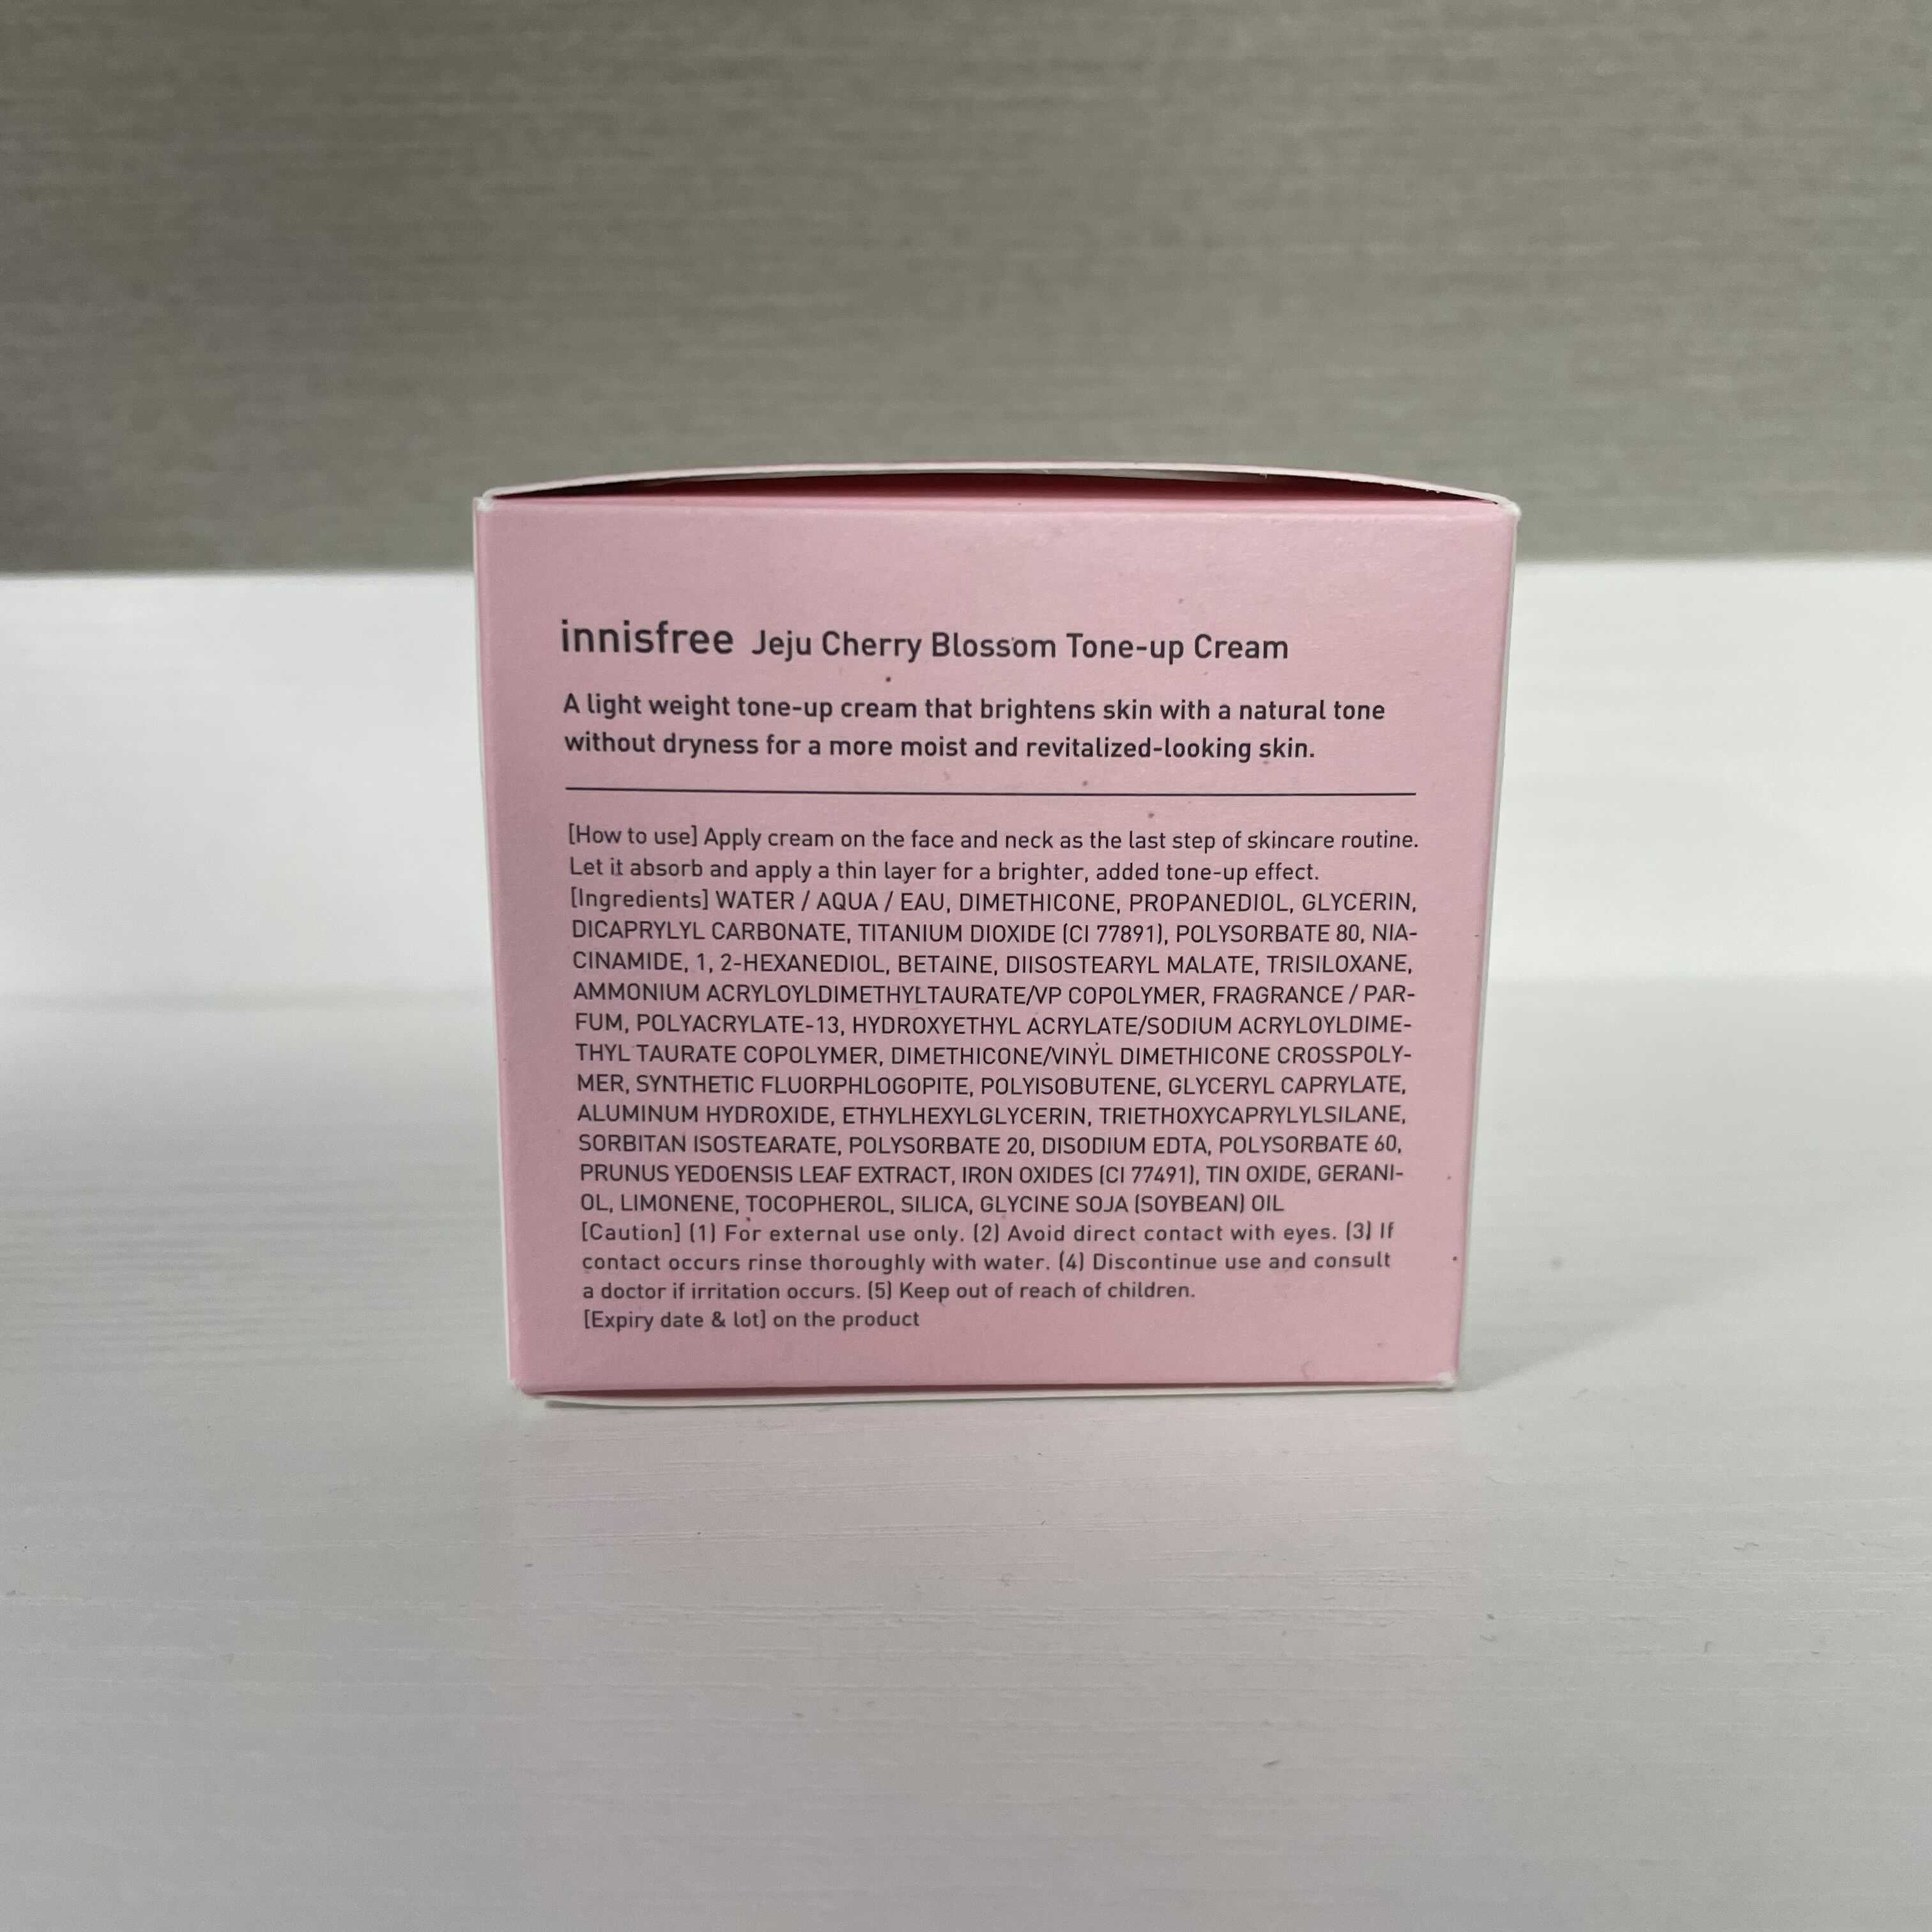 innisfree Jeju Cherry Blossom Tone-up Cream
A light weight tone-up cream that brightens skin with a natural tone
without dryness for a more moist and revitalized-looking skin.
[How to use] Apply cream on the face and neck as the last step of skincare routine.
Let it absorb and apply a thin layer for a brighter, added tone-up effect.
[Ingredients] WATER / AQUA / EAU, DIMETHICONE, PROPANEDIOL, GLYCERIN,
DICAPRYLYL CARBONATE, TITANIUM DIOXIDE (CI 77891), POLYSORBATE 80, NIA-
CINAMIDE, 1, 2-HEXANEDIOL, BETAINE, DIISOSTEARYL MALATE, TRISILOXANE,
AMMONIUM ACRYLOYLDIMETHYLTAURATE/VP COPOLYMER, FRAGRANCE / PAR-
FUM, POLYACRYLATE-13, HYDROXYETHYL ACRYLATE/SODIUM ACRYLOYLDIME-
THYL TAURATE COPOLYMER, DIMETHICONE/VINYL DIMETHICONE CROSSPOLY-
MER, SYNTHETIC FLUORPHLOGOPITE, POLYISOBUTENE, GLYCERYL CAPRYLATE,
ALUMINUM HYDROXIDE, ETHYLHEXYLGLYCERIN, TRIETHOXYCAPRYLYLSILANE,
SORBITAN ISOSTEARATE, POLYSORBATE 20, DISODIUM EDTA, POLYSORBATE 60,
PRUNUS YEDOENSIS LEAF EXTRACT, IRON OXIDES (CI 77491), TIN OXIDE, GERANI-
OL, LIMONENE, TOCOPHEROL, SILICA, GLYCINE SOJA (SOYBEAN) OIL
[Caution] (1) For external use only. (2) Avoid direct contact with eyes. (3) If
contact occurs rinse thoroughly with water. (4) Discontinue use and consult
a doctor if irritation occurs. (5) Keep out of reach of children.
[Expiry date & lot] on the product